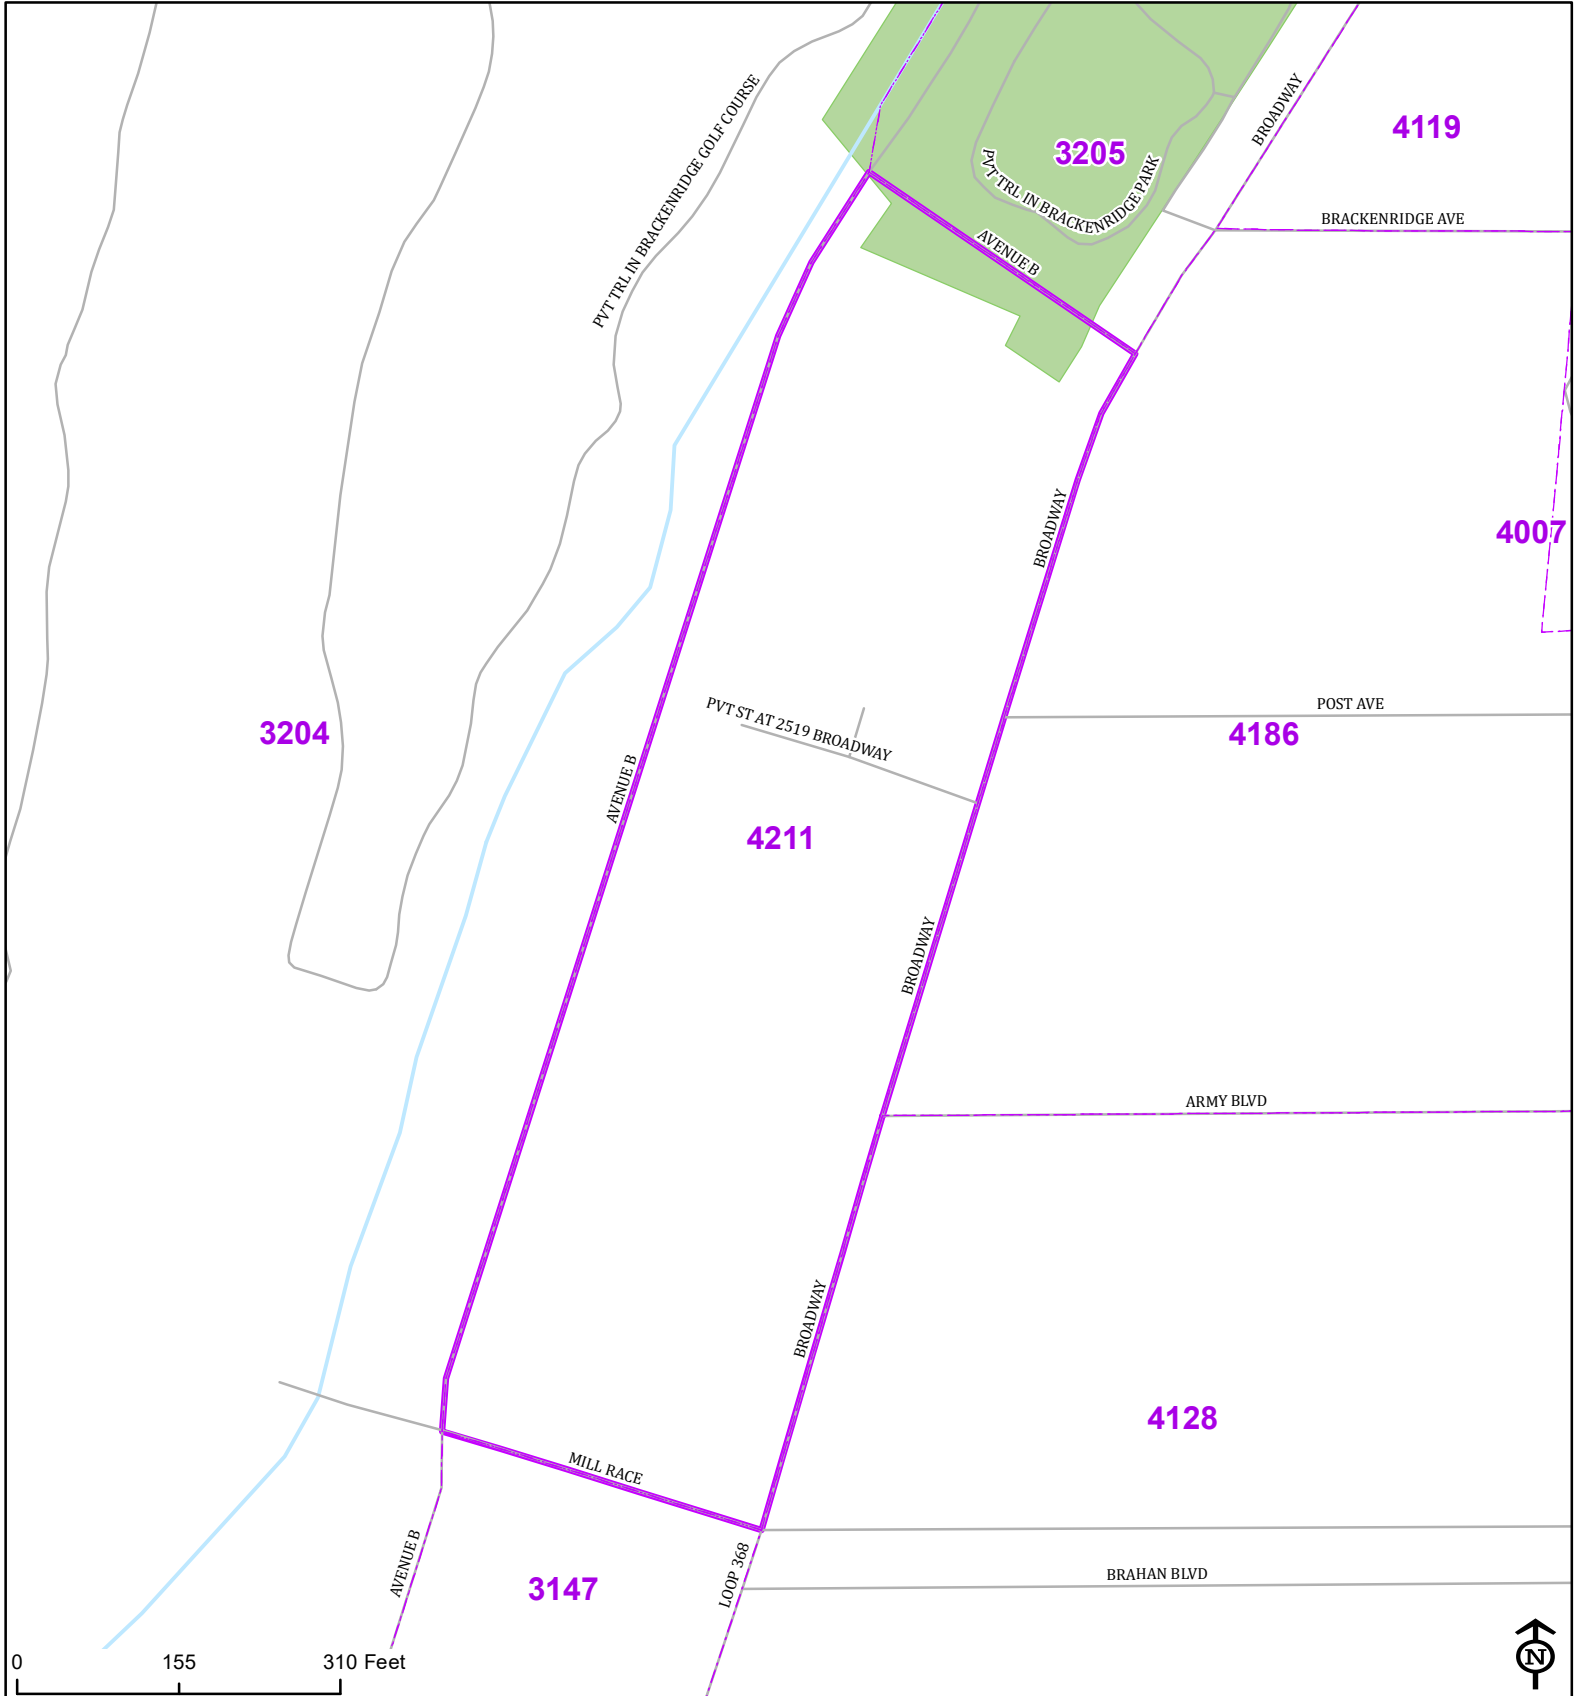 BROADWAY
4119
PVT TRL IN BRACKENRIDGE GOLF COURSE
3205
PVT TRL IN BRACKENRIDGE PARK
BRACKENRIDGE AVE
AVENUE B
BROADWAY
4007
POST AVE
PVT ST AT 2519 BROADWAY
3204
4186
AVENUE B
4211
BROADWAY
ARMY BLVD
BROADWAY
4128
MILL RACE
AVENUE B
LOOP 368
BRAHAN BLVD
3147
0 155 310 Feet
N